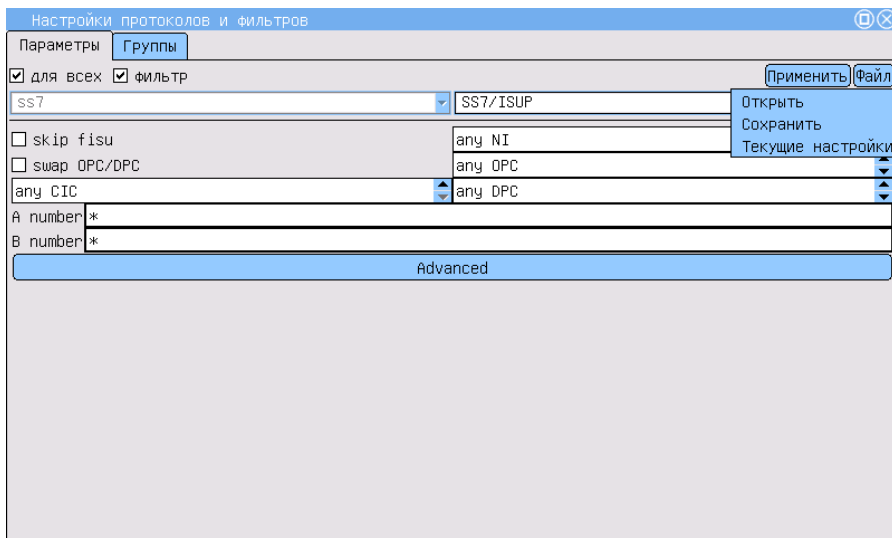 Настройки протоколов и фильтров
Параметры Группы
для всех фильтр Применить Файл
ss7 SS7/ISUP Открыть
Сохранить
skip fisu any NI Текущие настройки
swap OPC/DPC any OPC
any CIC any DPC
A number *
B number *
Advanced